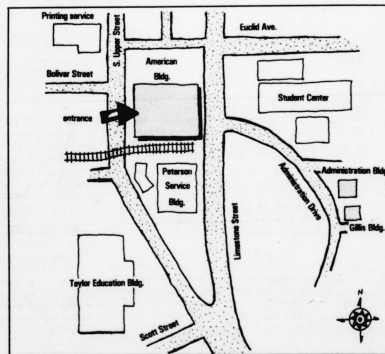 Printing service
S. Upper Street
Euclid Ave.
American
Bldg.
Bolivar Street
Student Center
entrance
Peterson
Service
Bldg.
Administration Drive
Administration Bldg
Limestone Street
Gillis Bldg.
Taylor Education Bldg.
Scott Street
N